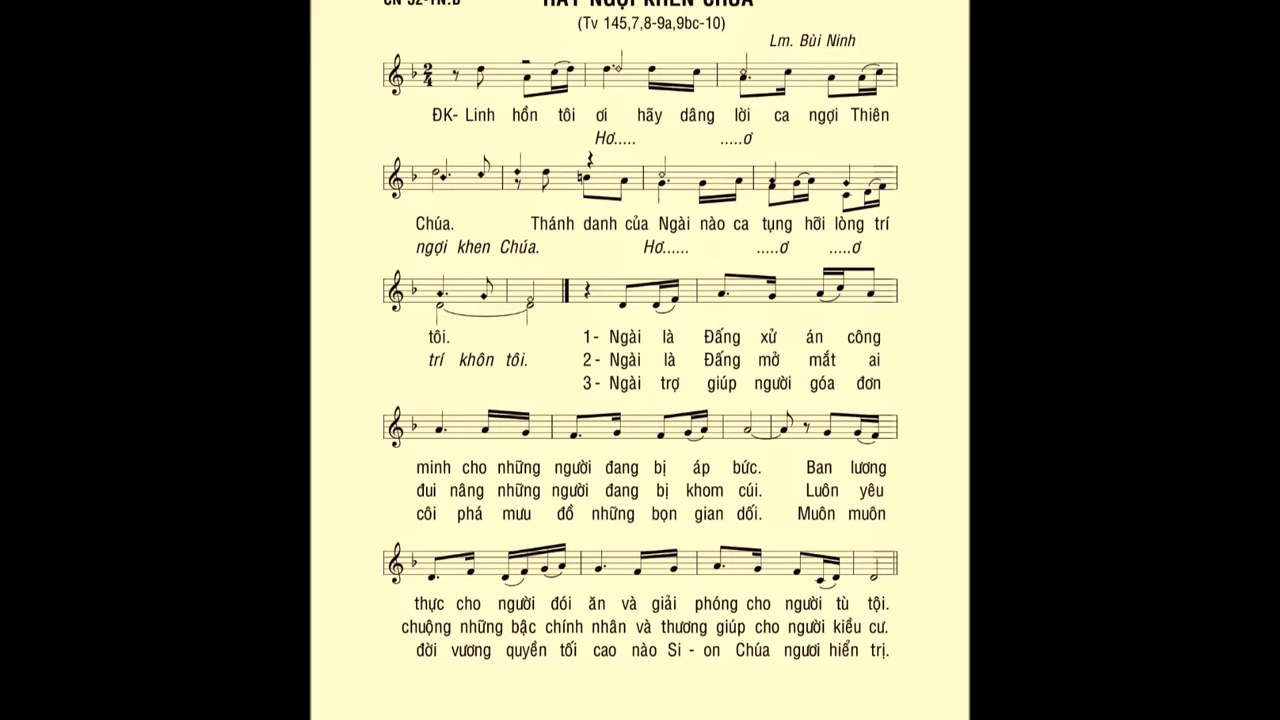 CN 32-TN.B
HÃY NGỢI KHEN CHÚA
(Tv 145,7,8-9a,9bc-10)
Lm. Bùi Ninh
2
4
ĐK- Linh hồn tôi ơi hãy dâng lời ca ngợi Thiên
Hơ..... .....ơ
Chúa. Thánh danh của Ngài nào ca tụng hỡi lòng trí
ngợi khen Chúa. Hơ...... .....ơ .....ơ
tôi. 1- Ngài là Đấng xử án công
trí khôn tôi. 2- Ngài là Đấng mở mắt ai
3- Ngài trợ giúp người góa đơn
minh cho những người đang bị áp bức. Ban lương
đui nâng những người đang bị khom cúi. Luôn yêu
côi phá mưu đồ những bọn gian dối. Muôn muôn
thực cho người đói ăn và giải phóng cho người tù tội.
chuộng những bậc chính nhân và thương giúp cho người kiều cư.
đời vương quyền tối cao nào Si - on Chúa ngươi hiển trị.